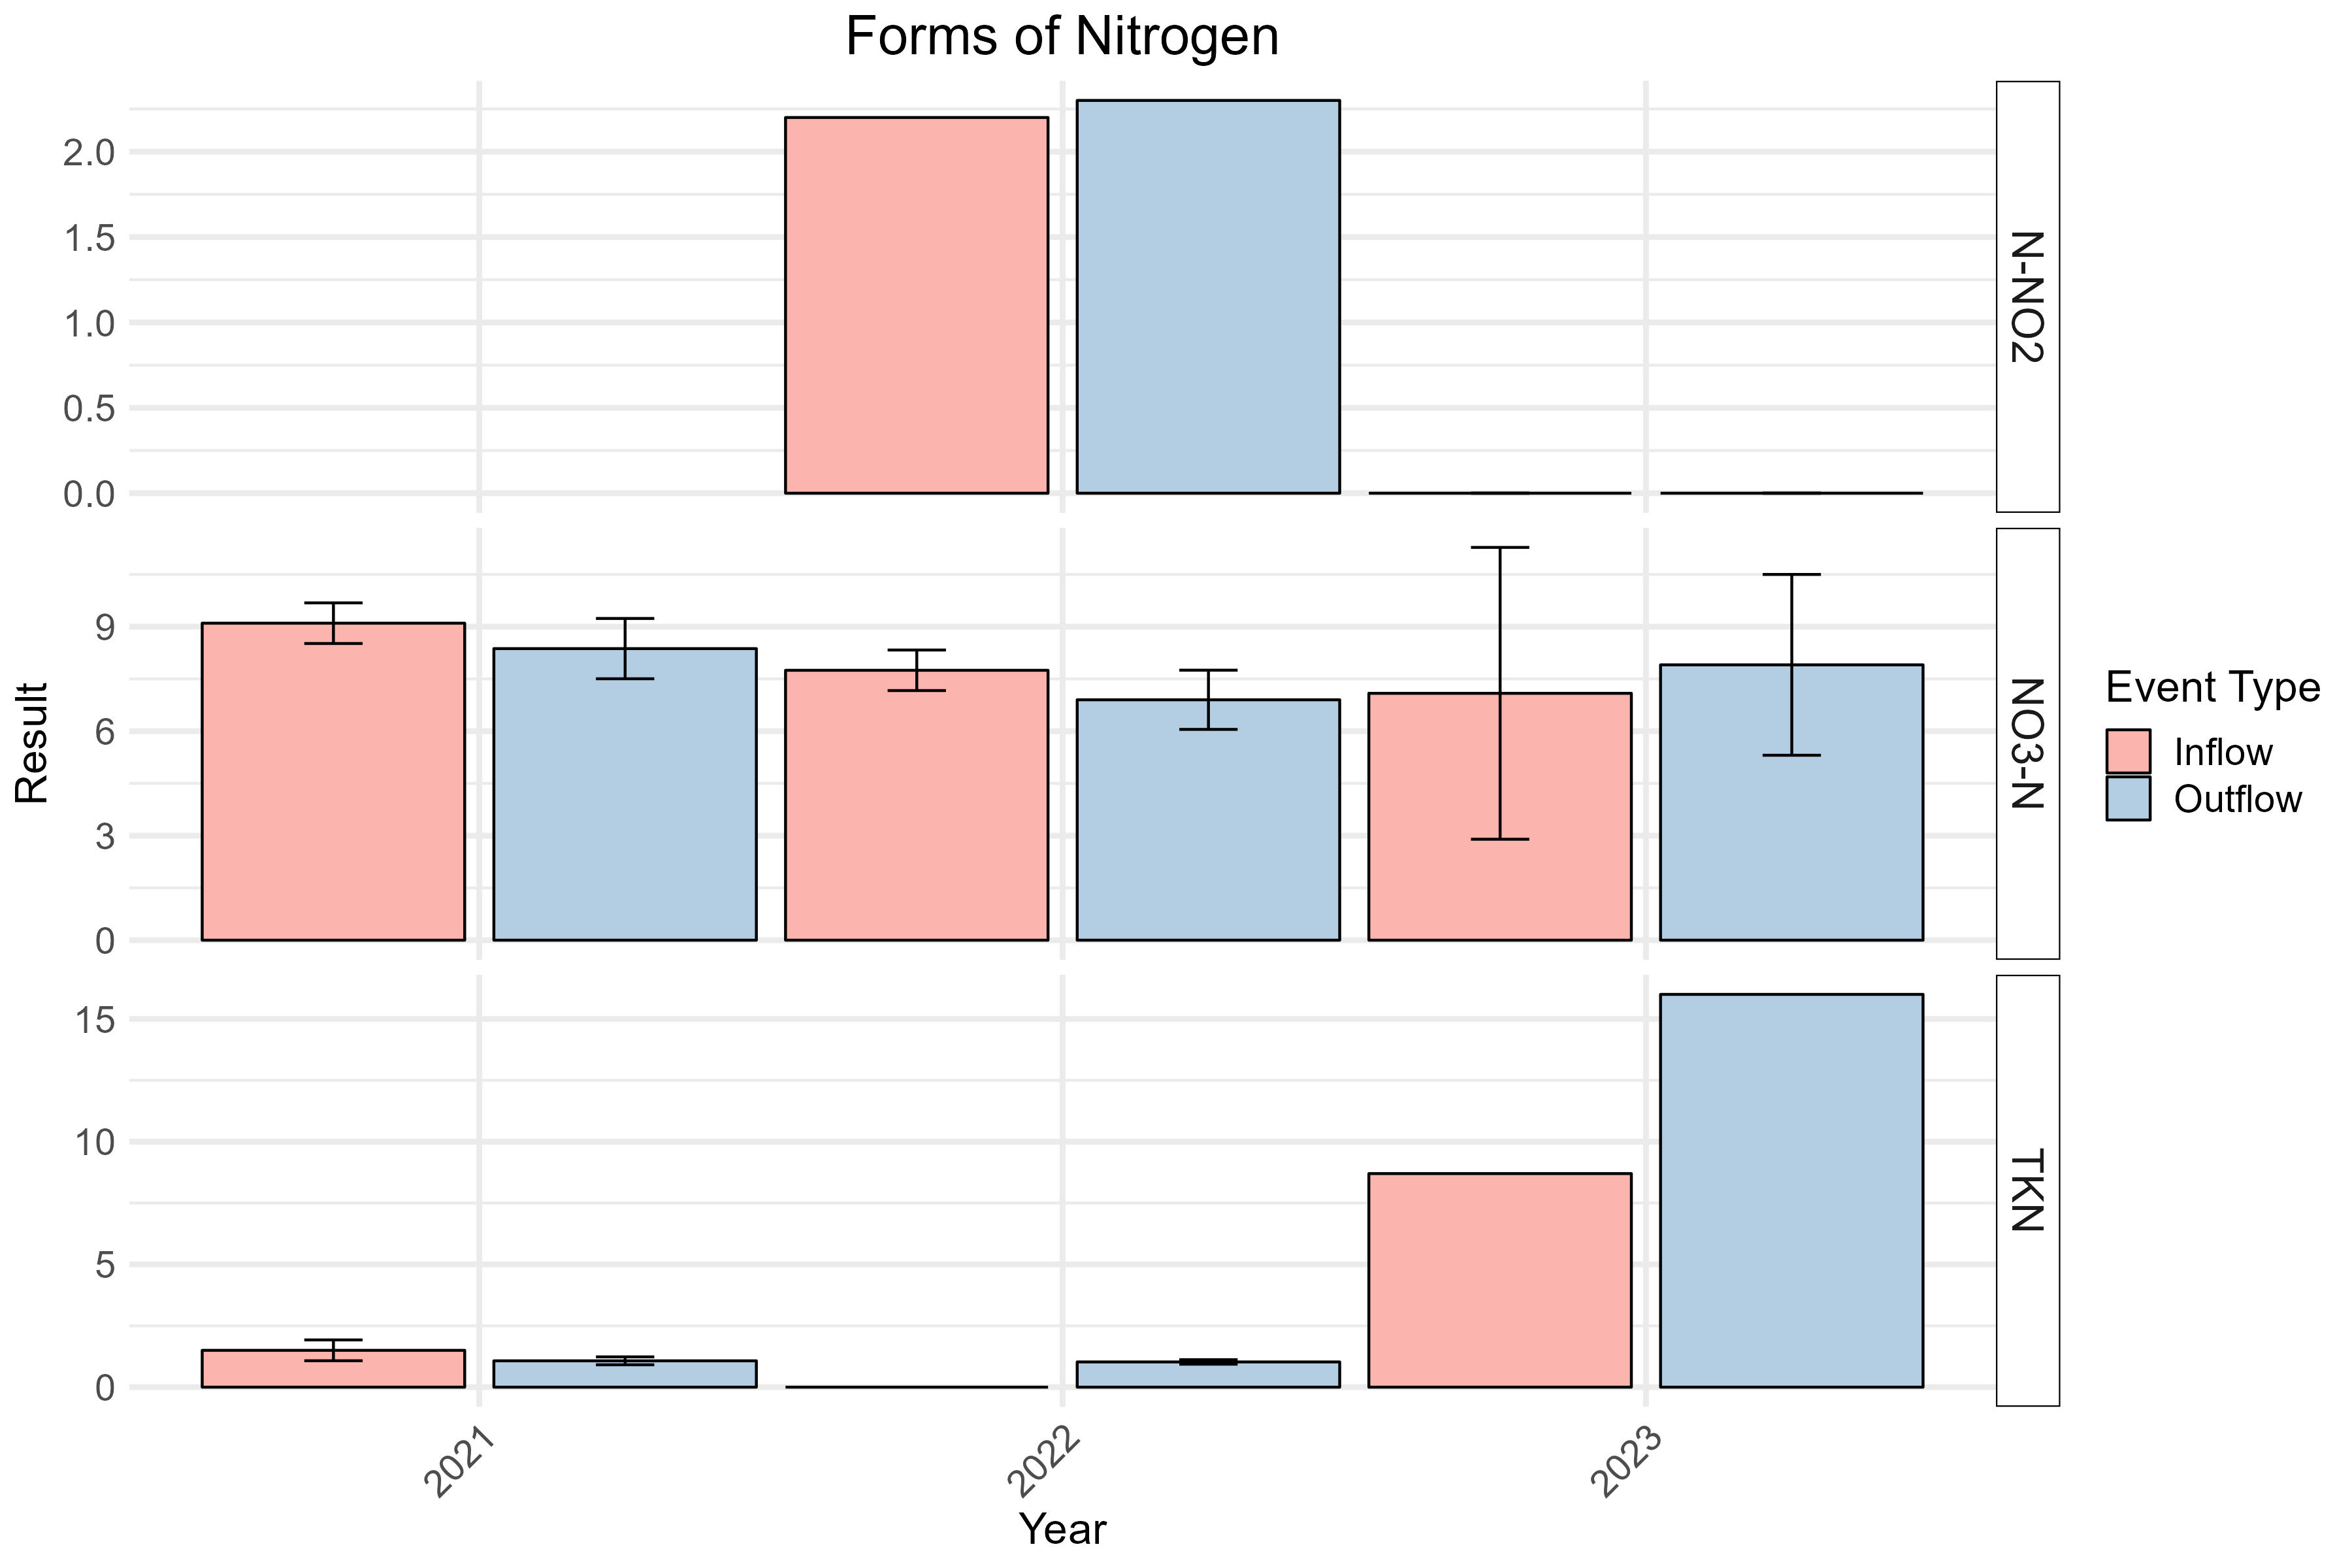 Forms of Nitrogen
2.0
1.5
1.0
0.5
0.0
N-NO2
9
6
3
0
NO3-N
15
10
5
0
TKN
Result
2021
2022
2023
Year
Event Type
Inflow
Outflow